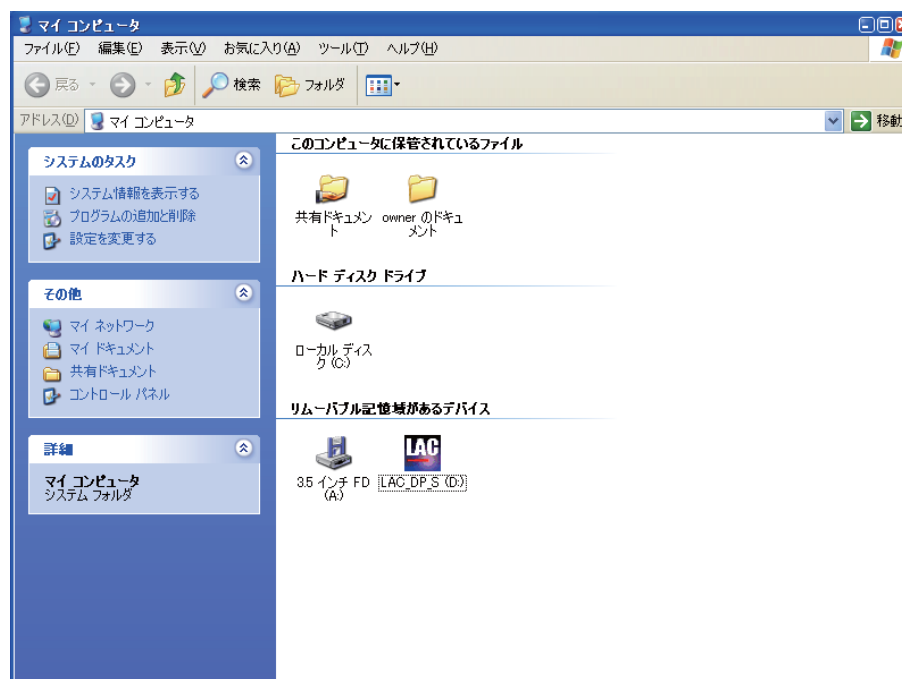 マイ コンピュータ
ファイル(F) 編集(E) 表示(V) お気に入り(A) ツール(T) ヘルプ(H)
戻る 検索 フォルダ
アドレス(D) マイ コンピュータ 移動
システムのタスク
システム情報を表示する
プログラムの追加と削除
設定を変更する
その他
マイ ネットワーク
マイ ドキュメント
共有ドキュメント
コントロール パネル
詳細
マイ コンピュータ
システム フォルダ
このコンピュータに保管されているファイル
共有ドキュメン
ト
owner のドキュ
メント
ハード ディスク ドライブ
ローカル ディス
ク (C:)
リムーバブル記憶域があるデバイス
3.5 インチ FD
(A:)
LAC
LAC_DP_S (D:)